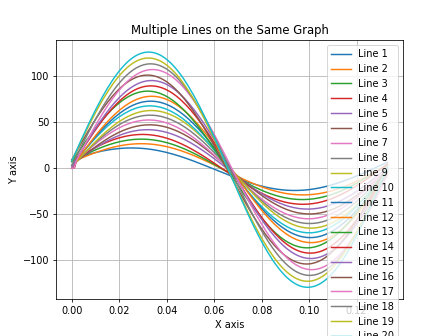 Multiple Lines on the Same Graph
Y axis
100
50
0
−50
−100
0.00
0.02
0.04
0.06
0.08
0.10
X axis
Line 1
Line 2
Line 3
Line 4
Line 5
Line 6
Line 7
Line 8
Line 9
Line 10
Line 11
Line 12
Line 13
Line 14
Line 15
Line 16
Line 17
Line 18
Line 19
Line 20